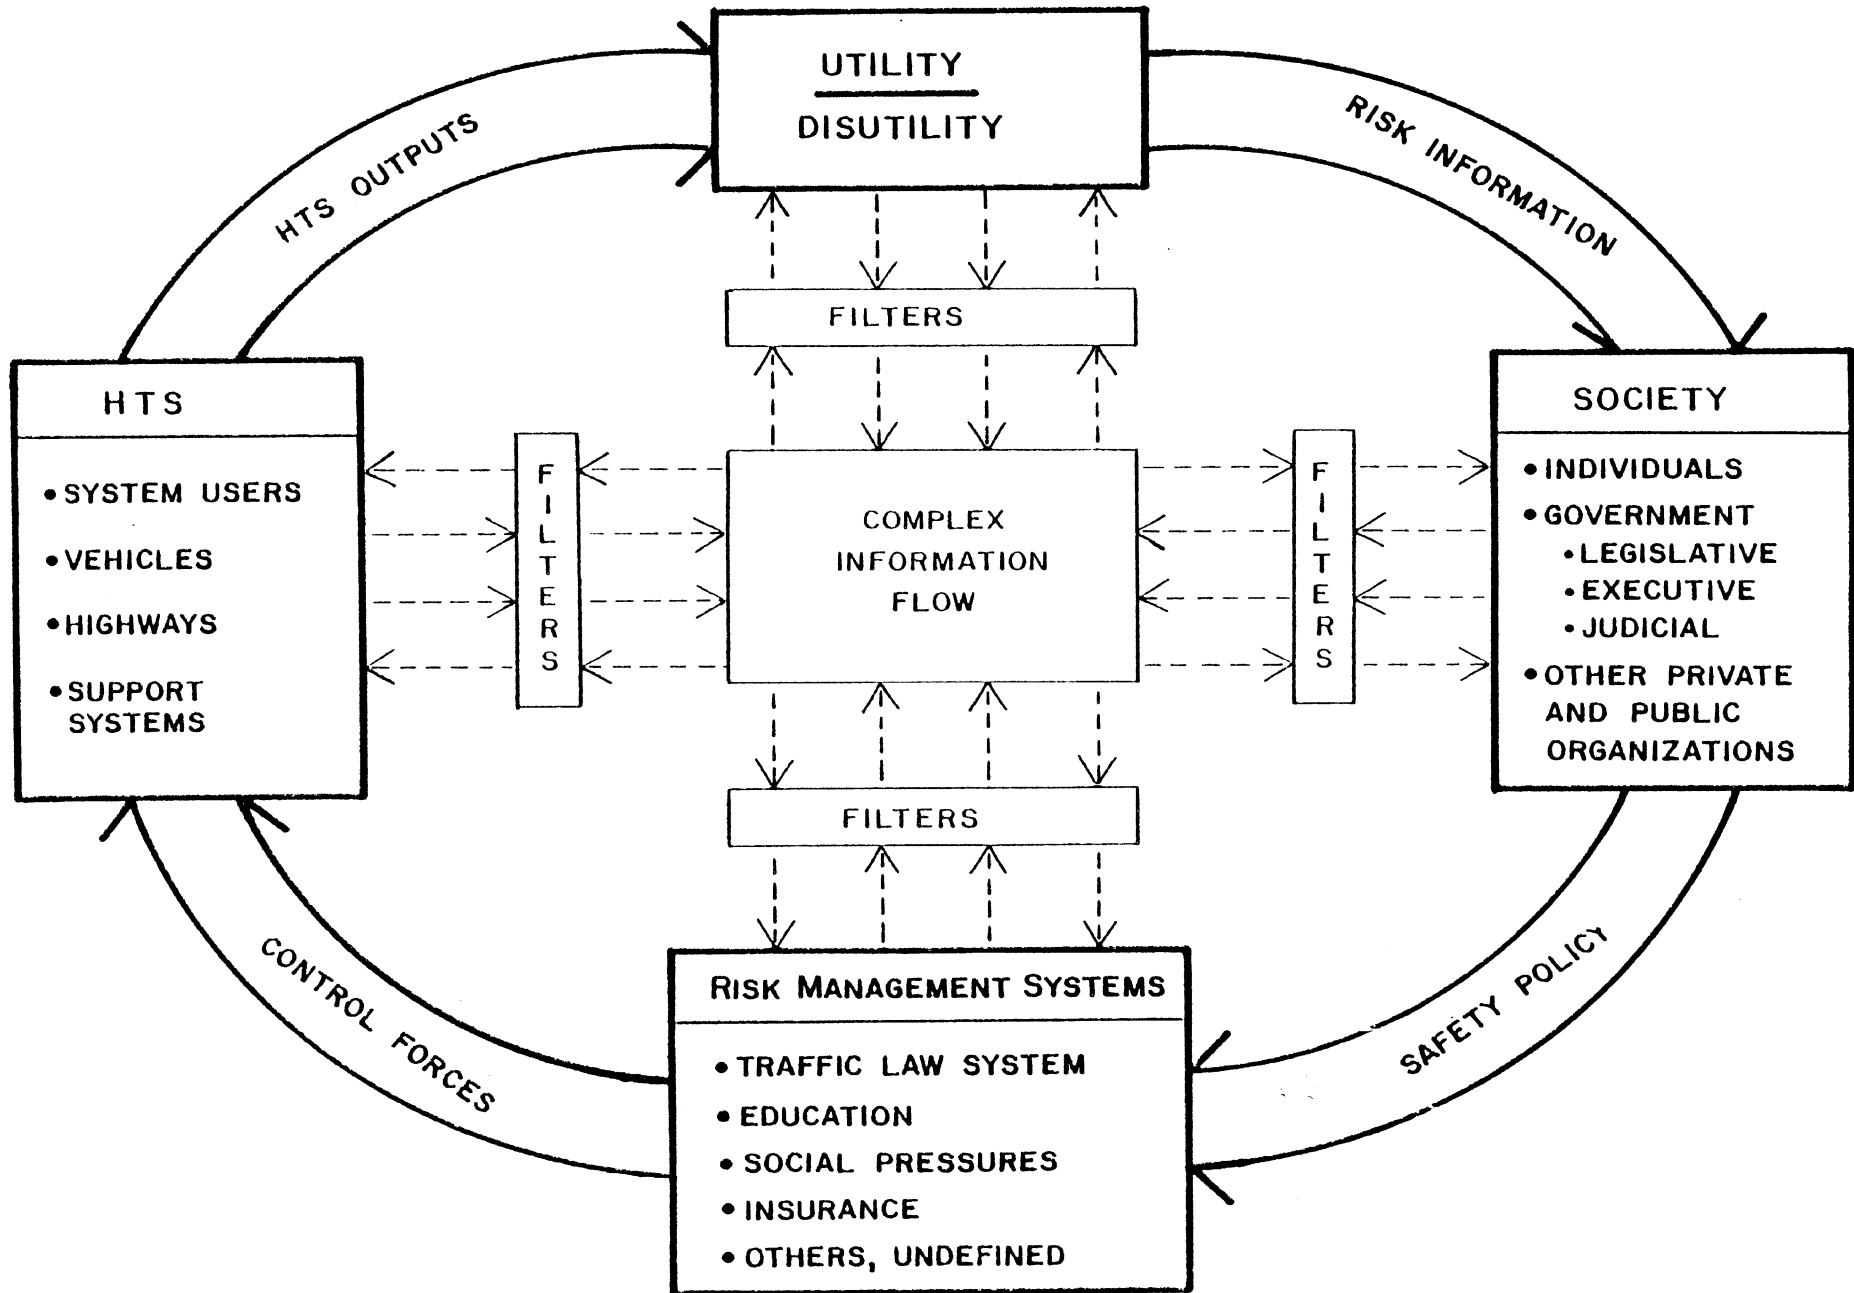 UTILITY
DISUTILITY
HTS OUTPUTS
RISK INFORMATION
FILTERS
HTS
• SYSTEM USERS
• VEHICLES
• HIGHWAYS
• SUPPORT
SYSTEMS
FILTERS
COMPLEX
INFORMATION
FLOW
FILTERS
SOCIETY
• INDIVIDUALS
• GOVERNMENT
• LEGISLATIVE
• EXECUTIVE
• JUDICIAL
• OTHER PRIVATE
AND PUBLIC
ORGANIZATIONS
FILTERS
CONTROL FORCES
SAFETY POLICY
RISK MANAGEMENT SYSTEMS
• TRAFFIC LAW SYSTEM
• EDUCATION
• SOCIAL PRESSURES
• INSURANCE
• OTHERS, UNDEFINED